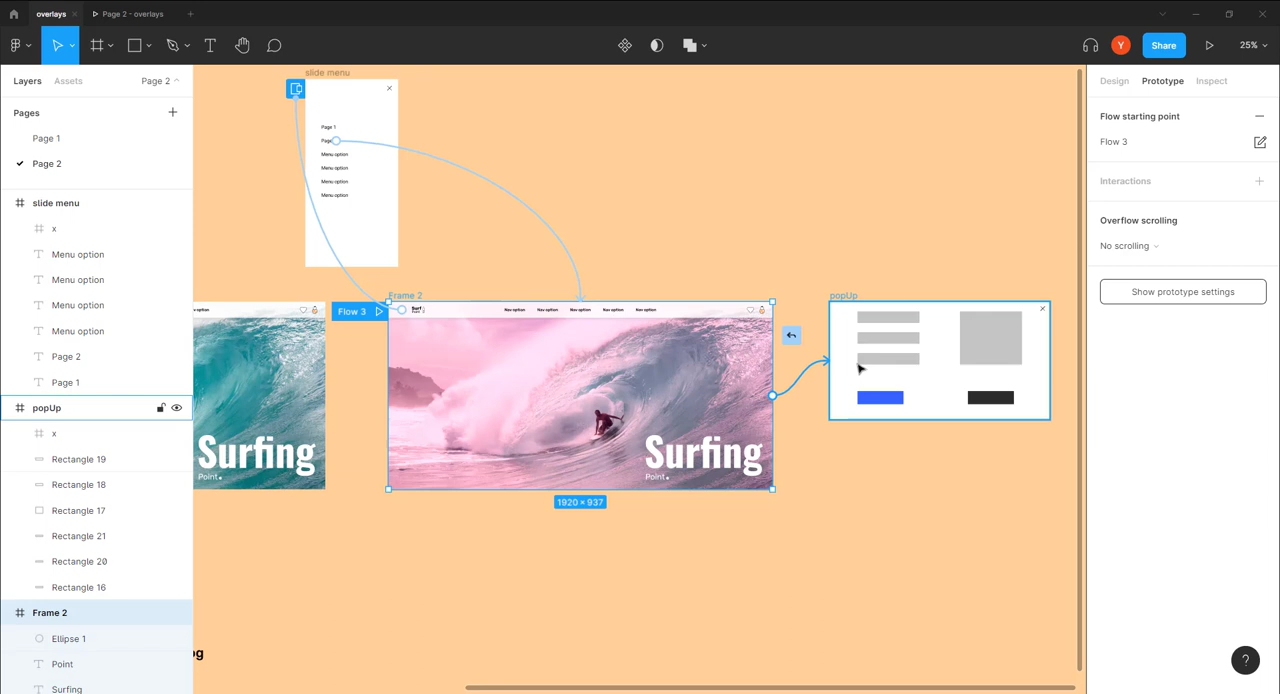 overlays
Page 2 - overlays
Y
Share
25%
Layers
Assets
Page 2
Pages
Page 1
Page 2
slide menu
x
Menu option
Menu option
Menu option
Menu option
Page 2
Page 1
popUp
x
Rectangle 19
Rectangle 18
Rectangle 17
Rectangle 21
Rectangle 20
Rectangle 16
Frame 2
Ellipse 1
Point
Surfing
slide menu
Page 1
Page
Menu option
Menu option
Menu option
Menu option
Surfing
Point.
Flow 3
Frame 2
Surf
Point
Nav option
Nav option
Nav option
Nav option
Nav option
Surfing
Point.
1920 × 937
popUp
Design
Prototype
Inspect
Flow starting point
Flow 3
Interactions
Overflow scrolling
No scrolling
Show prototype settings
?